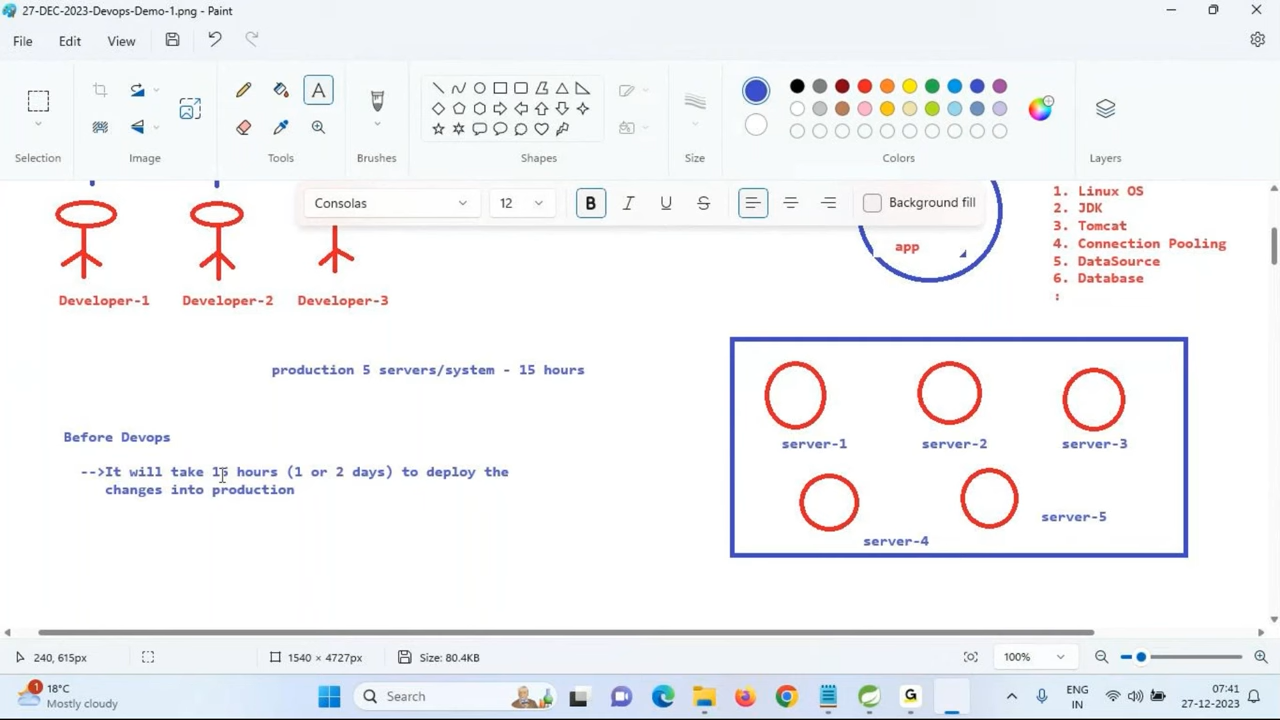 27-DEC-2023-Devops-Demo-1.png - Paint
File Edit View
A
Selection Image Tools Brushes Shapes Size Colors Layers
Consolas 12 B I U S Background fill
app
1. Linux OS
2. JDK
3. Tomcat
4. Connection Pooling
5. DataSource
6. Database
:
Developer-1 Developer-2 Developer-3
production 5 servers/system - 15 hours
server-1 server-2 server-3
server-5
server-4
Before Devops
-->It will take 15 hours (1 or 2 days) to deploy the
changes into production
240, 615px 1540 × 4727px Size: 80.4KB 100%
1
18°C
Mostly cloudy
Search
G
ENG
IN
07:41
27-12-2023